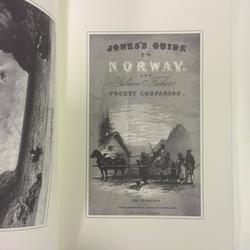 JONES'S GUIDE
TO
NORWAY,
AND
Salmon Fisher's
POCKET COMPANION.